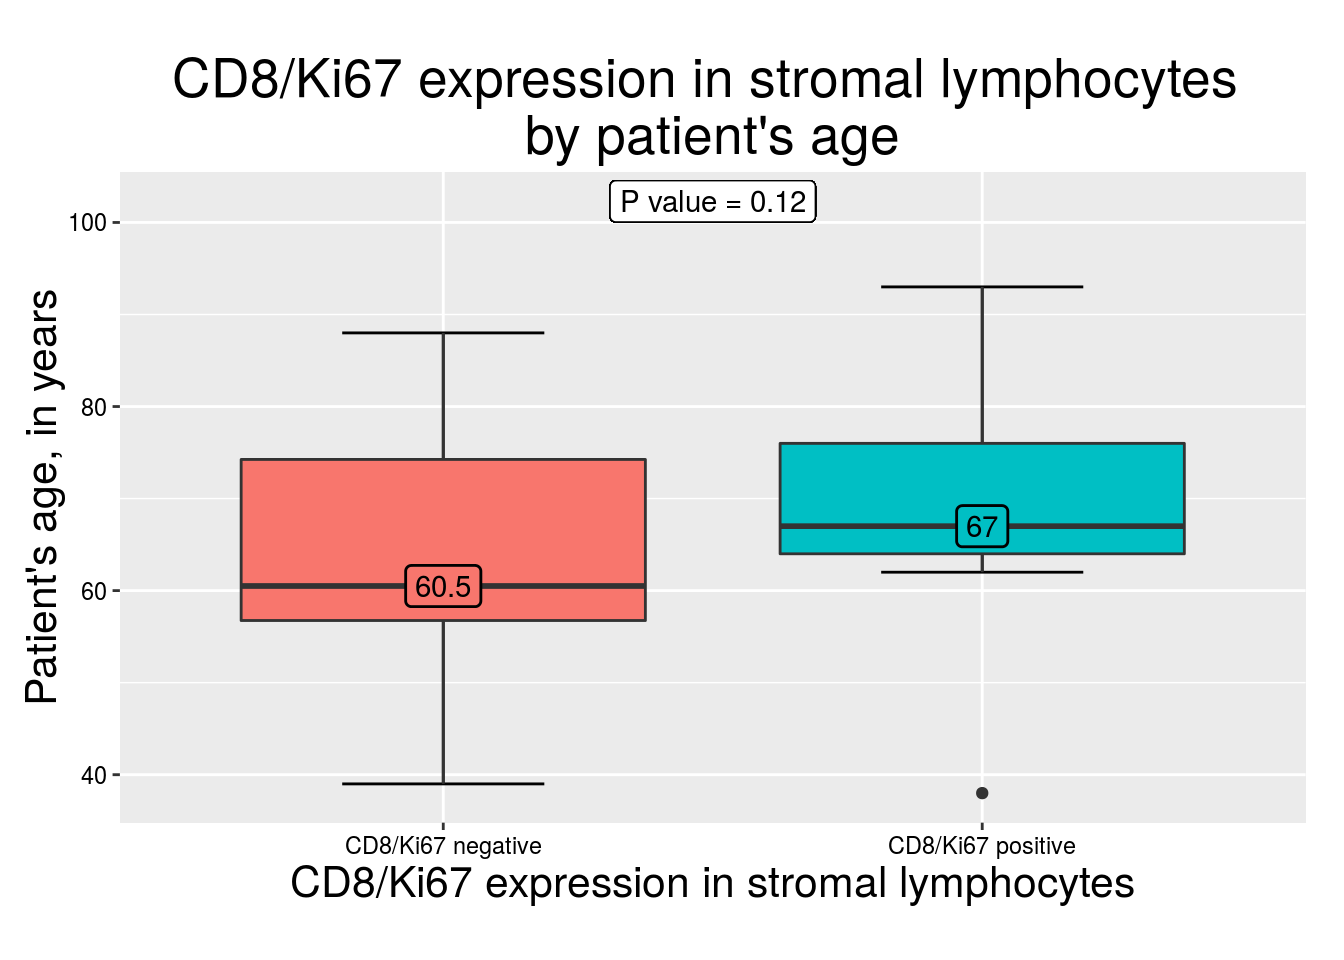 CD8/Ki67 expression in stromal lymphocytes
by patient's age
P value = 0.12
100
80
60
40
Patient's age, in years
60.5
67
CD8/Ki67 negative
CD8/Ki67 positive
CD8/Ki67 expression in stromal lymphocytes